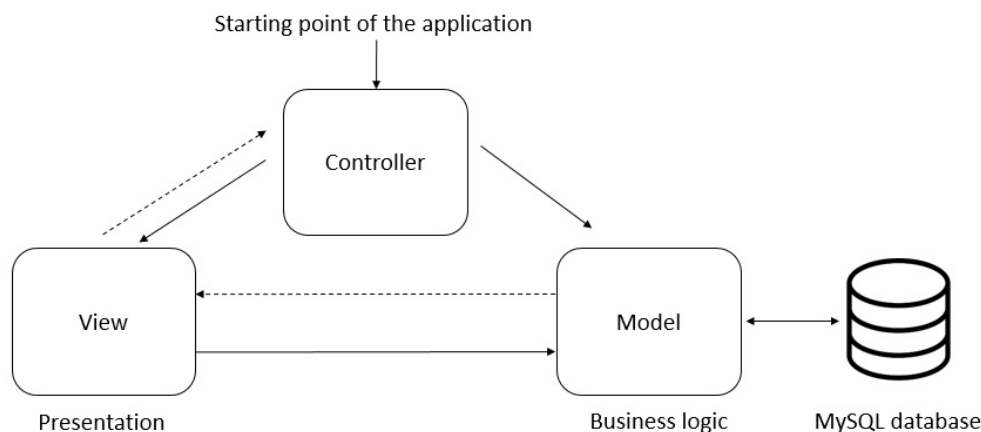 Starting point of the application
Controller
View
Model
Presentation
Business logic
MySQL database